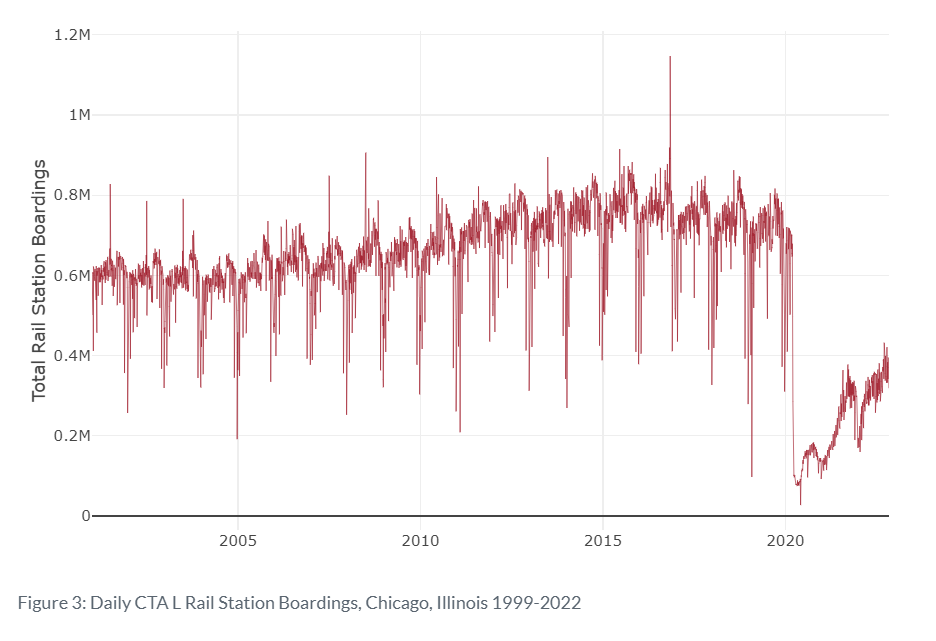 Total Rail Station Boardings
1.2M
1M
0.8M
0.6M
0.4M
0.2M
0
2005 2010 2015 2020
Figure 3: Daily CTA L Rail Station Boardings, Chicago, Illinois 1999-2022